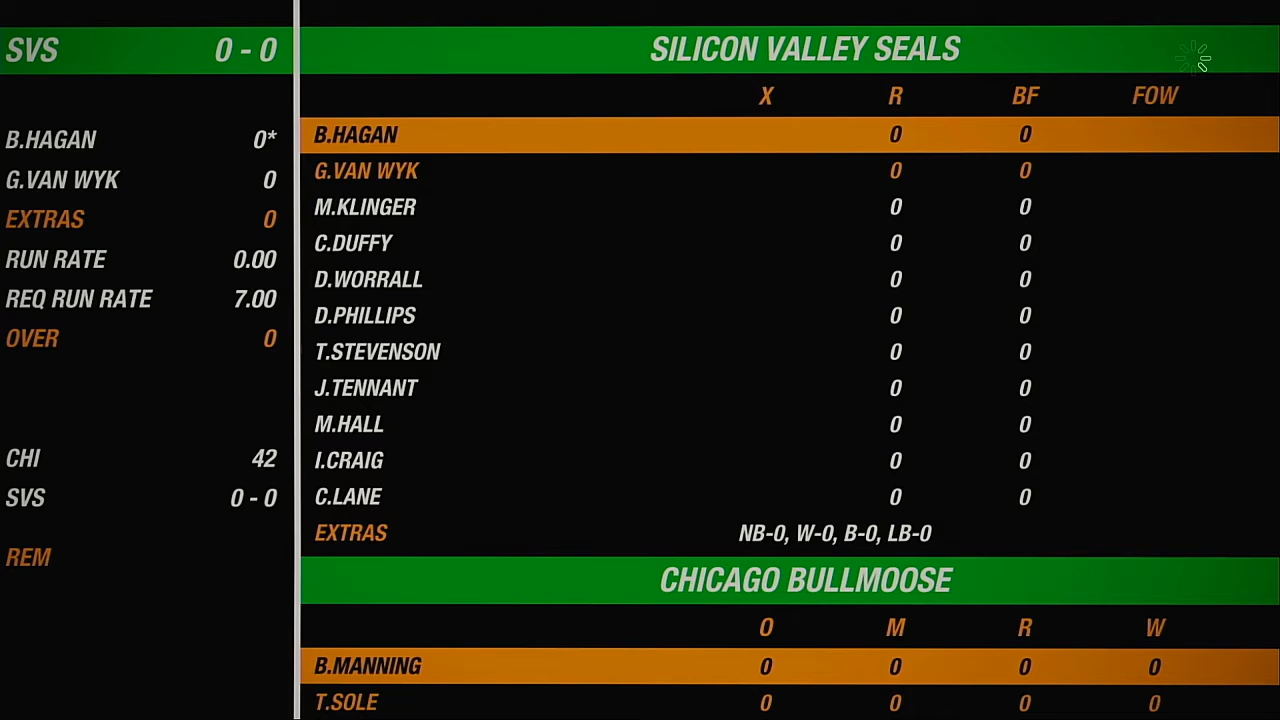 SVS 0 - 0
B.HAGAN 0*
G.VAN WYK 0
EXTRAS 0
RUN RATE 0.00
REQ RUN RATE 7.00
OVER 0
CHI 42
SVS 0 - 0
REM
SILICON VALLEY SEALS
X R BF FOW
B.HAGAN 0 0
G.VAN WYK 0 0
M.KLINGER 0 0
C.DUFFY 0 0
D.WORRALL 0 0
D.PHILLIPS 0 0
T.STEVENSON 0 0
J.TENNANT 0 0
M.HALL 0 0
I.CRAIG 0 0
C.LANE 0 0
EXTRAS NB-0, W-0, B-0, LB-0
CHICAGO BULLMOOSE
O M R W
B.MANNING 0 0 0 0
T.SOLE 0 0 0 0